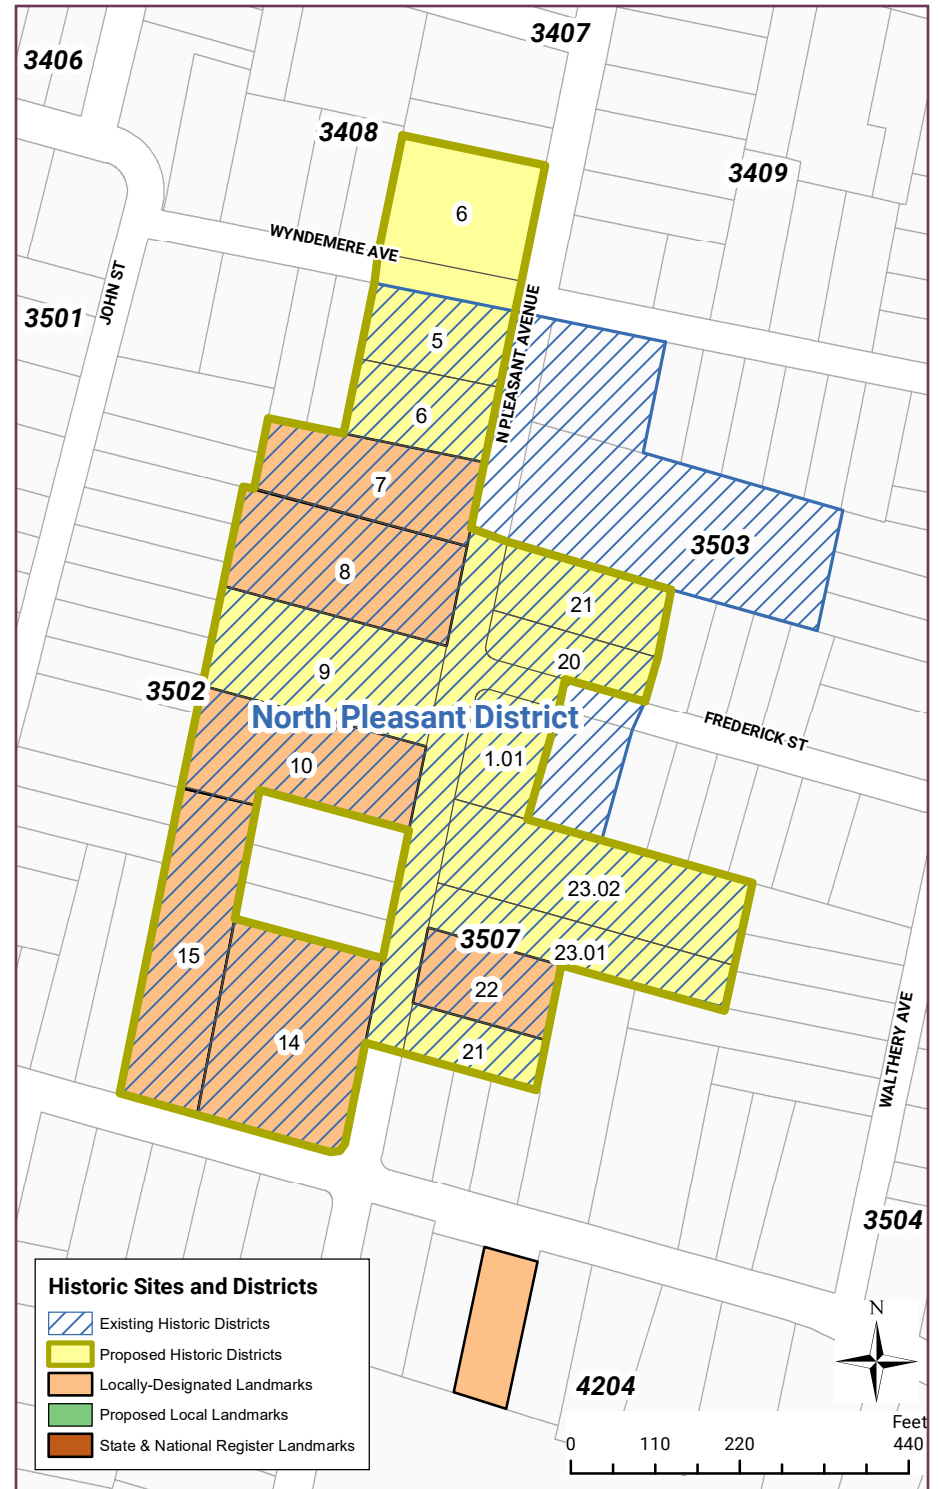 3407
3406
3408
3409
6
WYNDEMERE AVE
JOHN ST
3501
N PLEASANT AVENUE
5
6
7
3503
8
21
20
9
3502
North Pleasant District
FREDERICK ST
1.01
10
23.02
3507
23.01
15
22
14
21
WALTHERY AVE
3504
Historic Sites and Districts
Existing Historic Districts
Proposed Historic Districts
Locally-Designated Landmarks
Proposed Local Landmarks
State & National Register Landmarks
N
4204
Feet
0 110 220 440